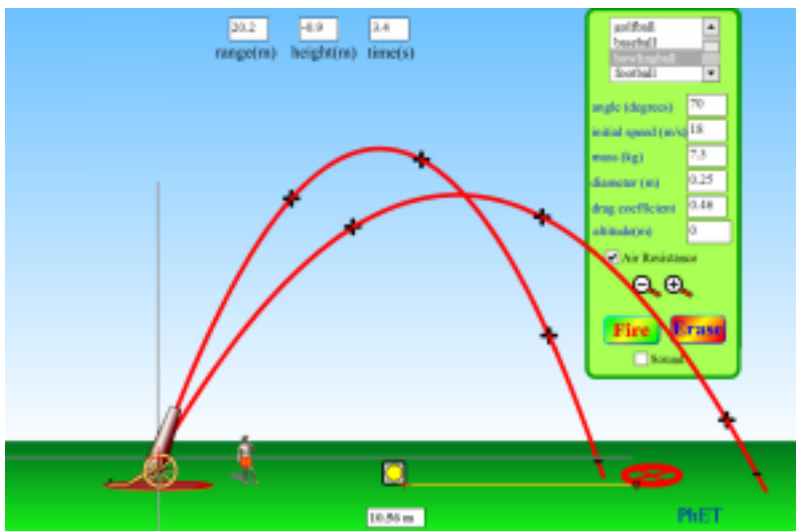 20.2 -0.9 3.4
range(m) height(m) time(s)
golfball
baseball
bowlingball
football
angle (degrees) 70
initial speed (m/s) 18
mass (kg) 7.3
diameter (m) 0.25
drag coefficient 0.46
altitude(m) 0
Air Resistance
Fire Erase
Sound
10.56 m
PhET